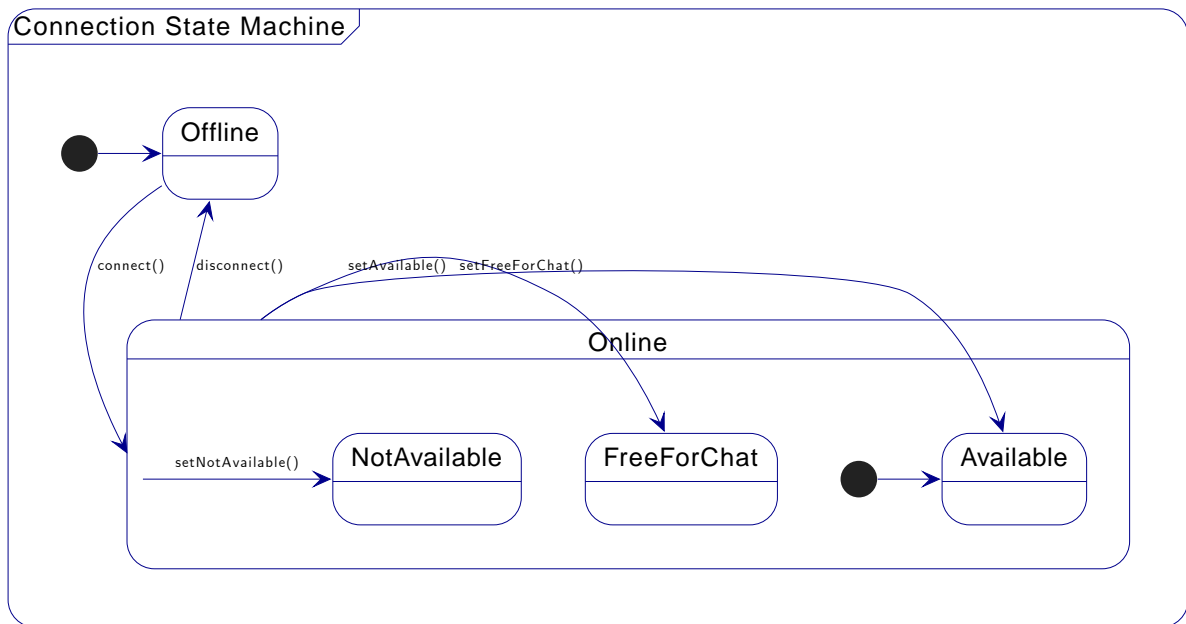 Connection State Machine
Offline
connect()
disconnect()
setAvailable()
setFreeForChat()
Online
setNotAvailable()
NotAvailable
FreeForChat
Available